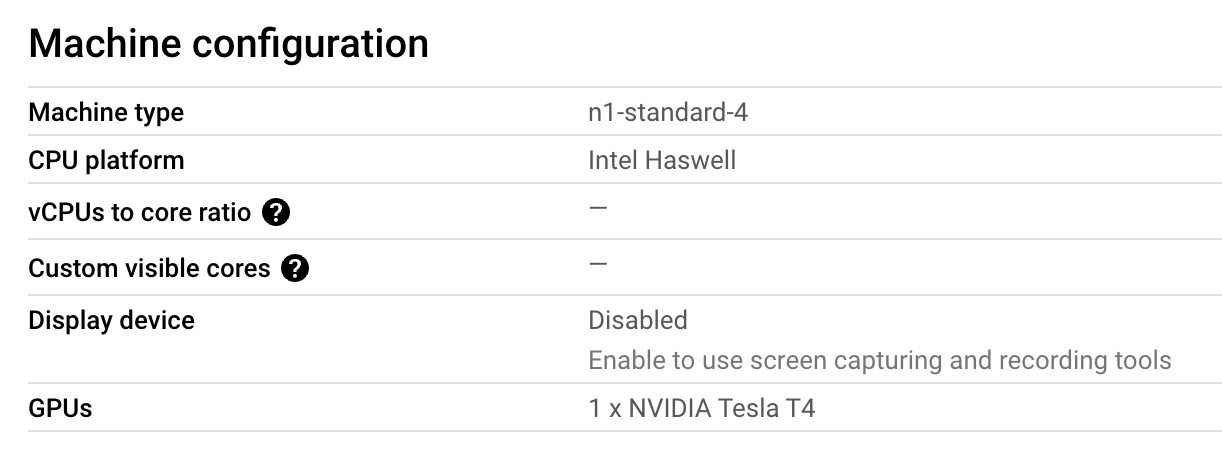 Machine configuration
Machine type n1-standard-4
CPU platform Intel Haswell
vCPUs to core ratio ? —
Custom visible cores ? —
Display device Disabled
Enable to use screen capturing and recording tools
GPUs 1 x NVIDIA Tesla T4